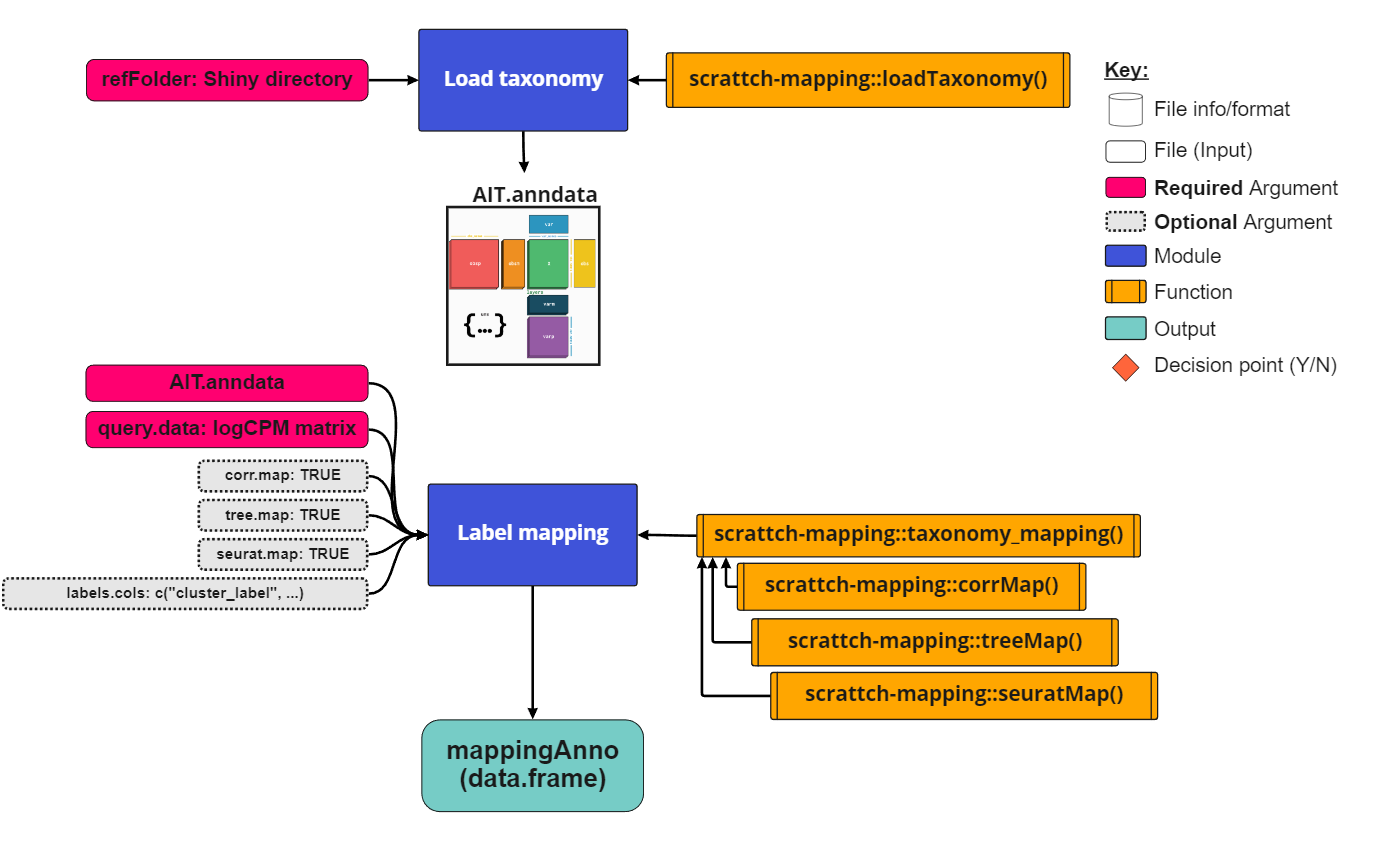 refFolder: Shiny directory
Load taxonomy
scrattch-mapping::loadTaxonomy()
AIT.anndata
var
obsp
obsm
X
obs
layers
varm
uns
{...}
varp
AIT.anndata
query.data: logCPM matrix
corr.map: TRUE
tree.map: TRUE
seurat.map: TRUE
labels.cols: c("cluster_label", ...)
Label mapping
scrattch-mapping::taxonomy_mapping()
scrattch-mapping::corrMap()
scrattch-mapping::treeMap()
scrattch-mapping::seuratMap()
mappingAnno
(data.frame)
Key:
File info/format
File (Input)
Required Argument
Optional Argument
Module
Function
Output
Decision point (Y/N)